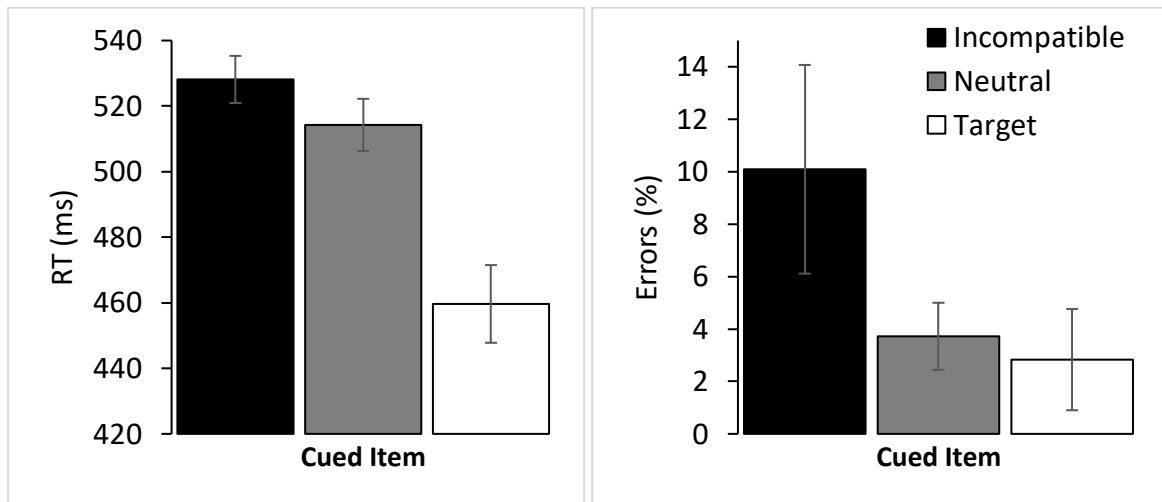 540
520
500
480
460
440
420
RT (ms)
Cued Item
14
12
10
8
6
4
2
0
Errors (%)
Incompatible
Neutral
Target
Cued Item